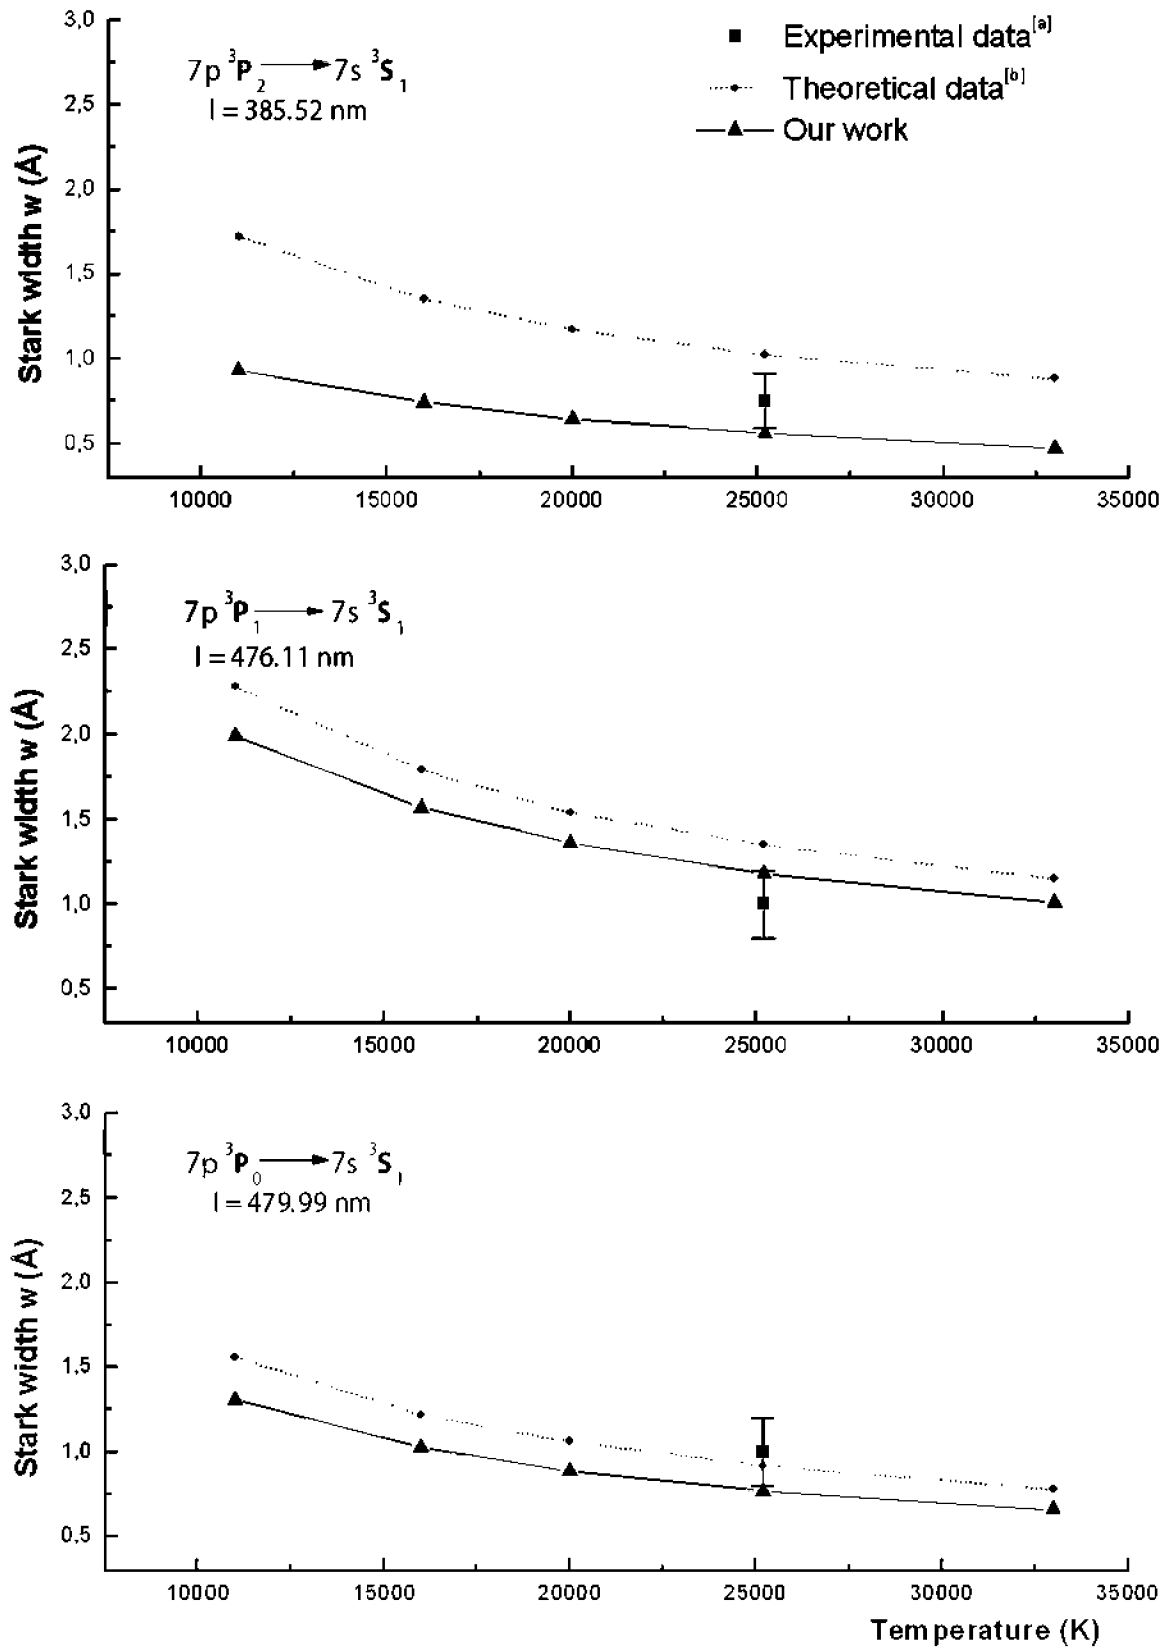 3,0
Experimental data[a]
7p ³P₂ → 7s ³S₁
l = 385.52 nm
2,5
Theoretical data[b]
Our work
2,0
1,5
1,0
0,5
Stark width w (Å)
10000 15000 20000 25000 30000 35000
3,0
7p ³P₁ → 7s ³S₁
l = 476.11 nm
2,5
2,0
1,5
1,0
0,5
Stark width w (Å)
10000 15000 20000 25000 30000 35000
3,0
7p ³P₀ → 7s ³S₁
l = 479.99 nm
2,5
2,0
1,5
1,0
0,5
Stark width w (Å)
10000 15000 20000 25000 30000 35000
Temperature (K)